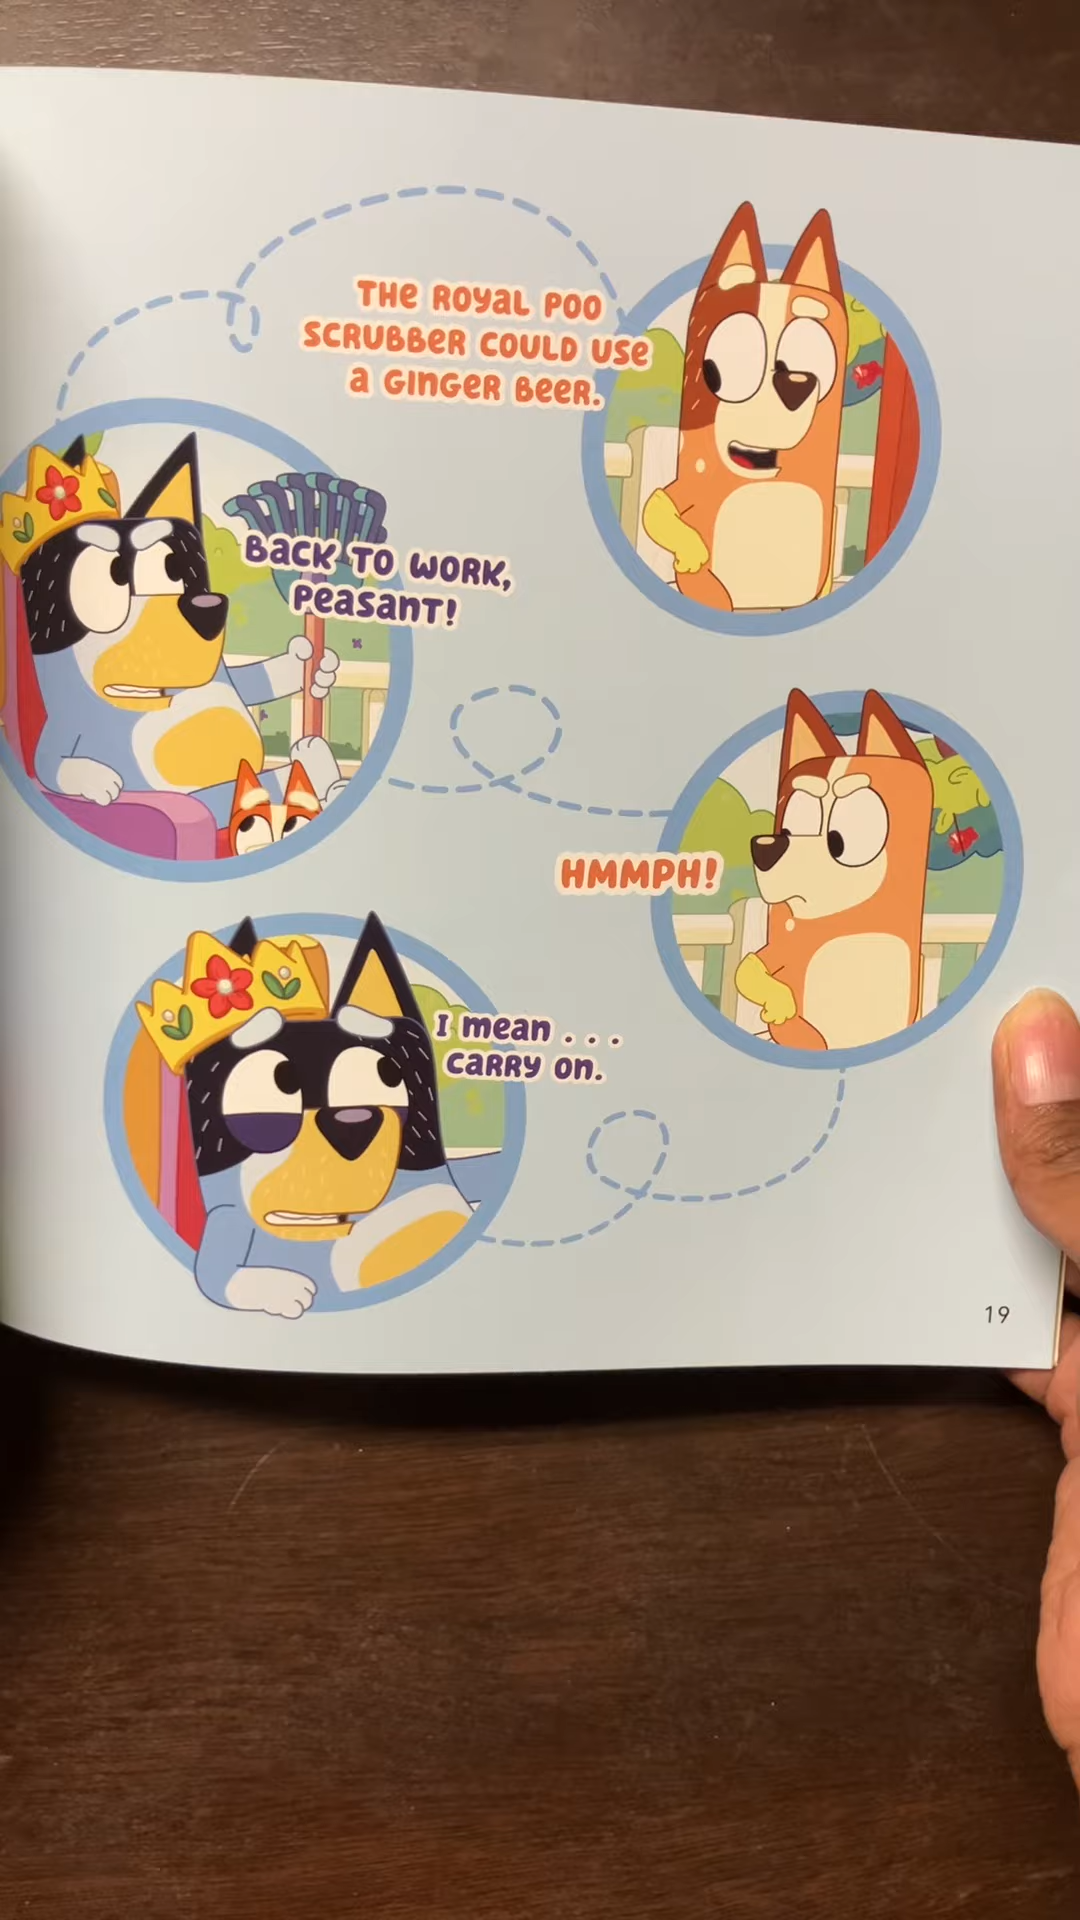 THE ROYAL POO
SCRUBBER COULD USE
a GINGER BEER.
BACK TO WORK,
PEASANT!
HMMPH!
I mean . . .
CARRY ON.
19